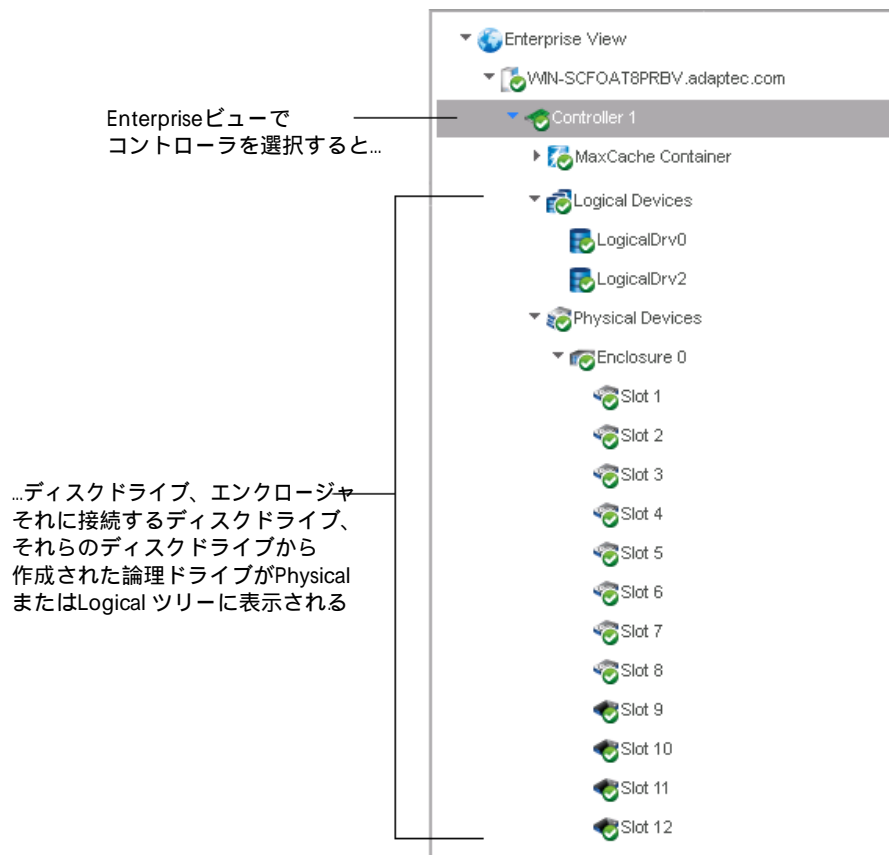 Enterprise View
WIN-SCFOAT8PRBV.adaptec.com
Enterpriseビューで
コントローラを選択すると...
Controller 1
MaxCache Container
Logical Devices
LogicalDrv0
LogicalDrv2
Physical Devices
Enclosure 0
Slot 1
Slot 2
Slot 3
Slot 4
Slot 5
Slot 6
Slot 7
Slot 8
Slot 9
Slot 10
Slot 11
Slot 12
...ディスクドライブ、エンクロージャ
それに接続するディスクドライブ、
それらのディスクドライブから
作成された論理ドライブがPhysical
またはLogical ツリーに表示される